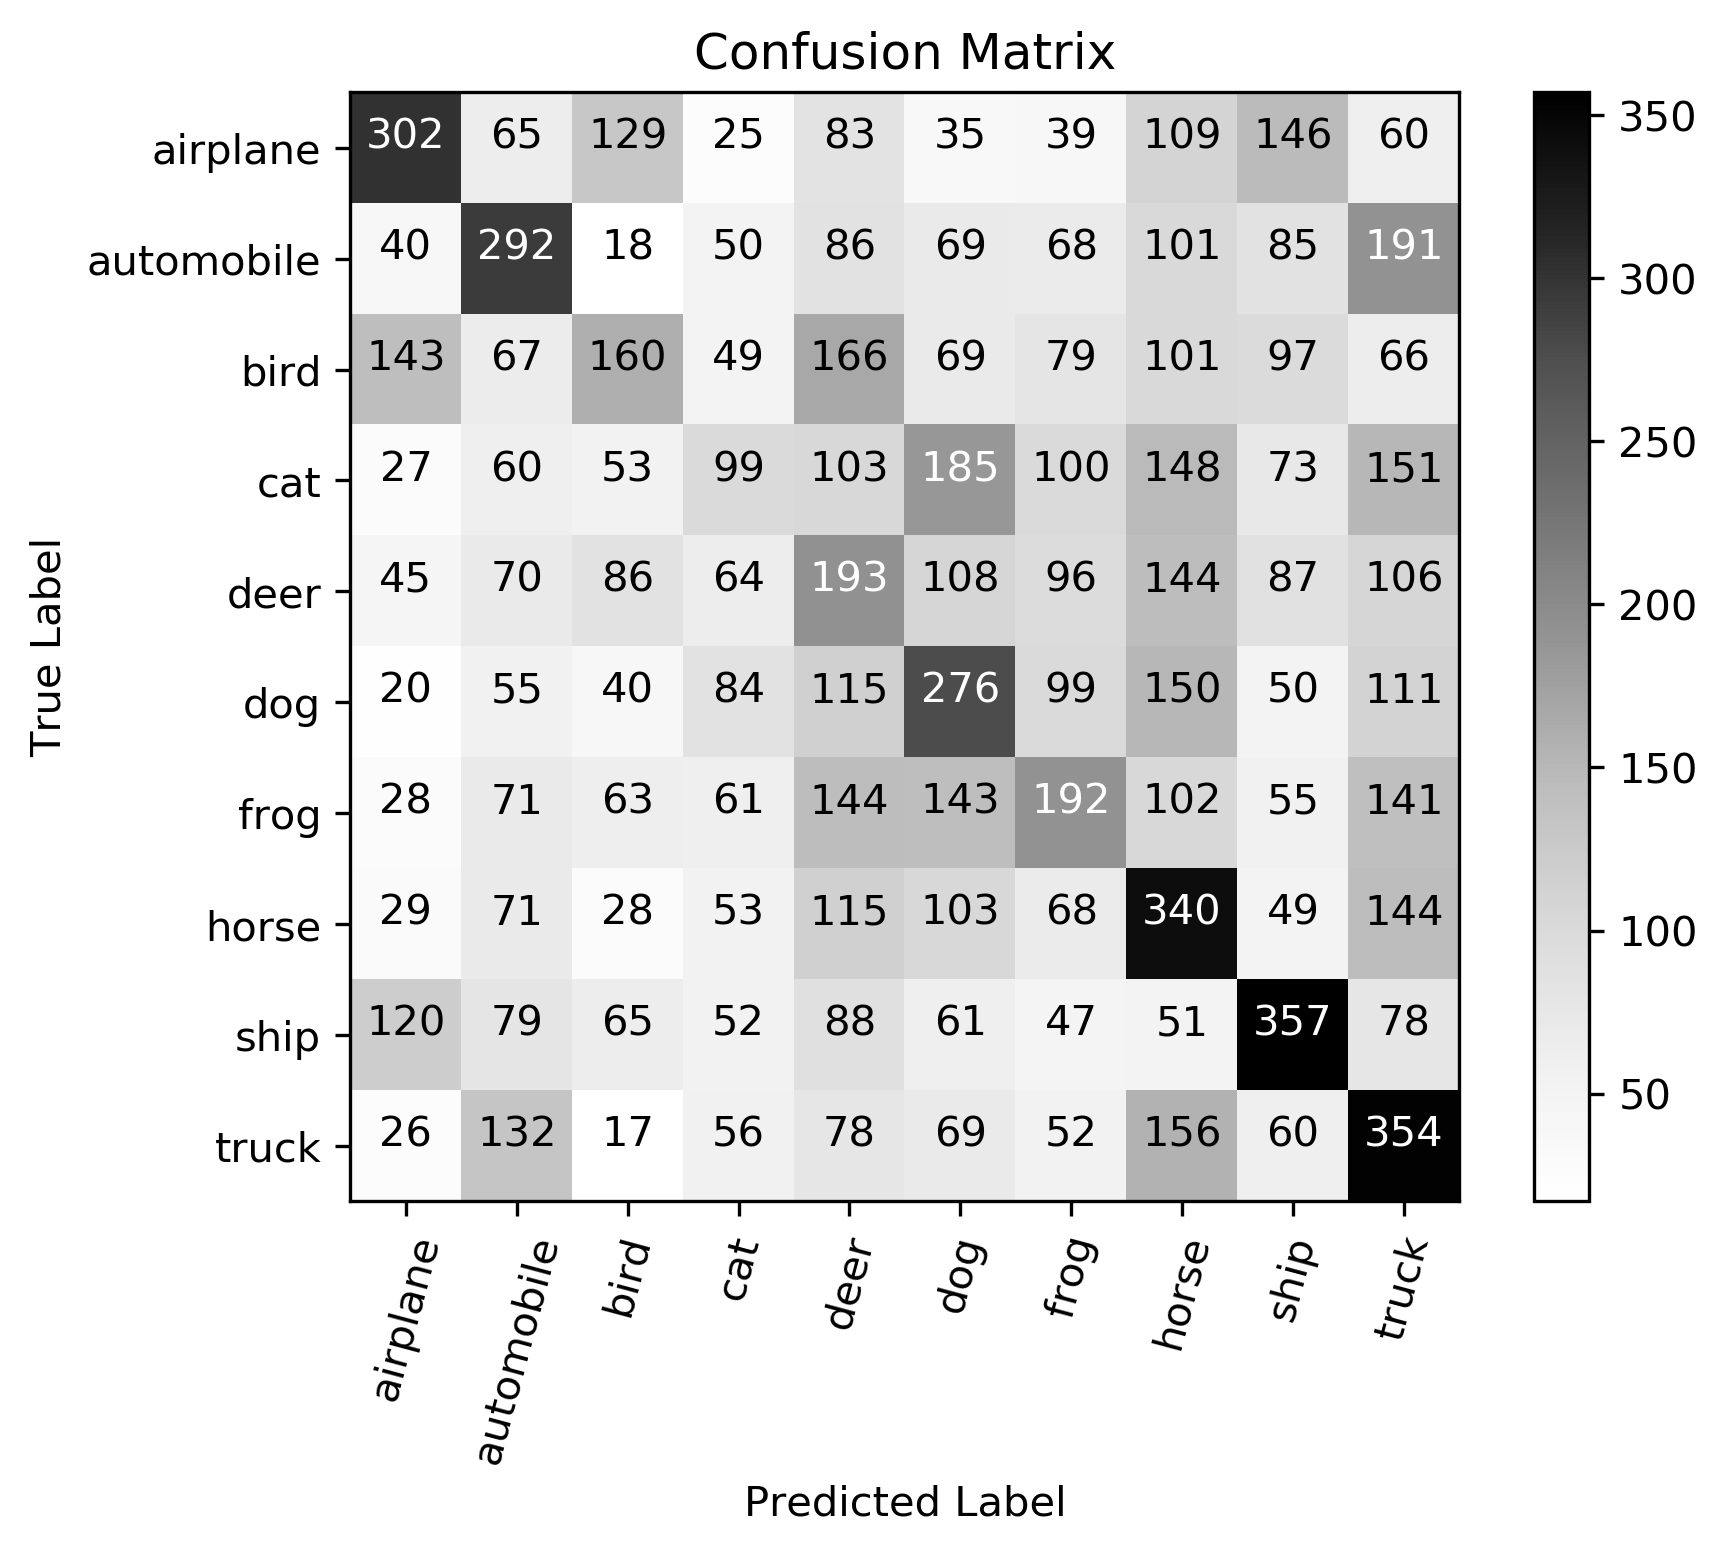 Confusion Matrix
airplane 302 65 129 25 83 35 39 109 146 60
automobile 40 292 18 50 86 69 68 101 85 191
bird 143 67 160 49 166 69 79 101 97 66
cat 27 60 53 99 103 185 100 148 73 151
deer 45 70 86 64 193 108 96 144 87 106
dog 20 55 40 84 115 276 99 150 50 111
frog 28 71 63 61 144 143 192 102 55 141
horse 29 71 28 53 115 103 68 340 49 144
ship 120 79 65 52 88 61 47 51 357 78
truck 26 132 17 56 78 69 52 156 60 354
airplane automobile bird cat deer dog frog horse ship truck
True Label
Predicted Label
350
300
250
200
150
100
50